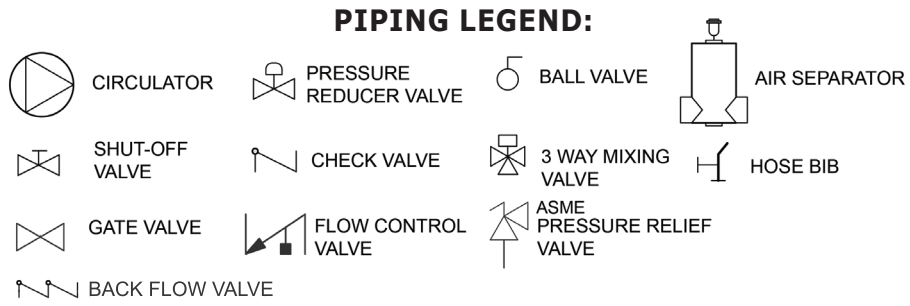 PIPING LEGEND:
CIRCULATOR
PRESSURE
REDUCER VALVE
BALL VALVE
AIR SEPARATOR
SHUT-OFF
VALVE
CHECK VALVE
3 WAY MIXING
VALVE
HOSE BIB
GATE VALVE
FLOW CONTROL
VALVE
ASME
PRESSURE RELIEF
VALVE
BACK FLOW VALVE